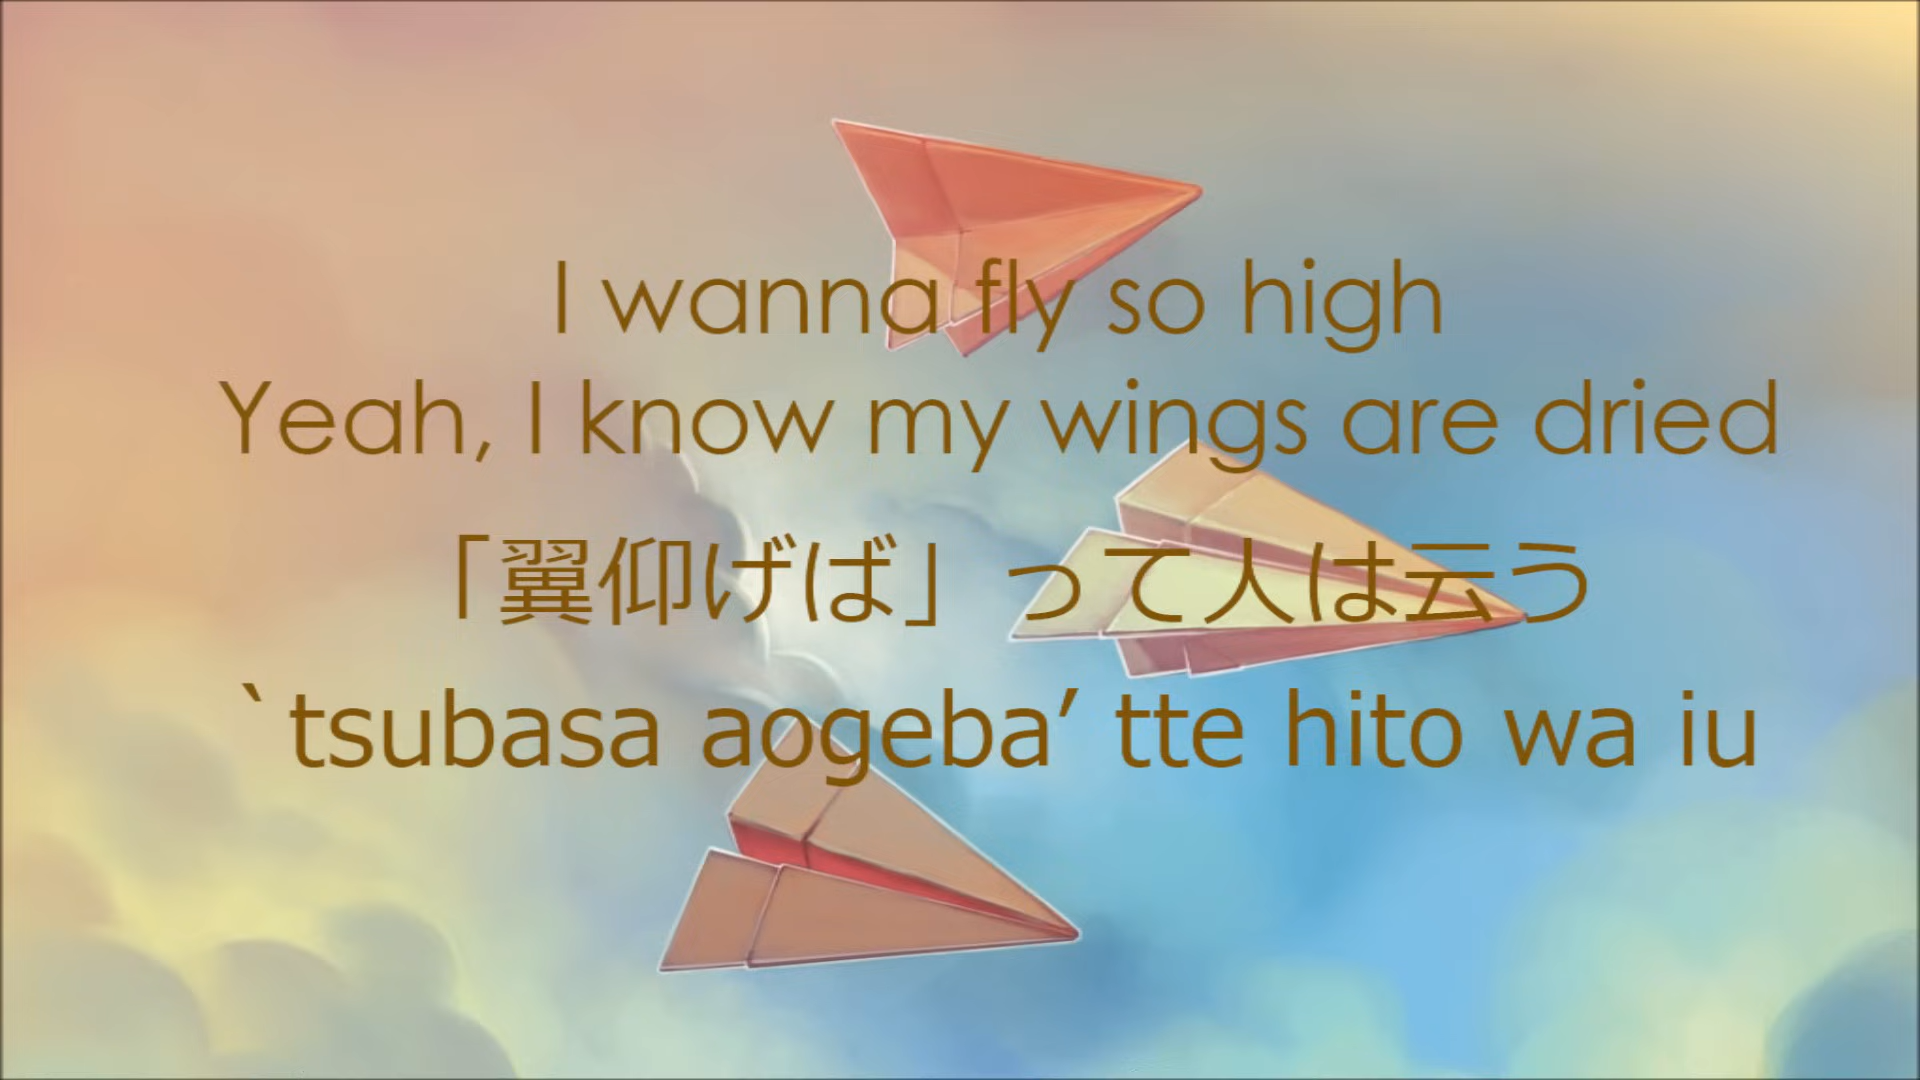 I wanna fly so high
Yeah, I know my wings are dried
「翼仰げば」って人は云う
`tsubasa aogeba’ tte hito wa iu